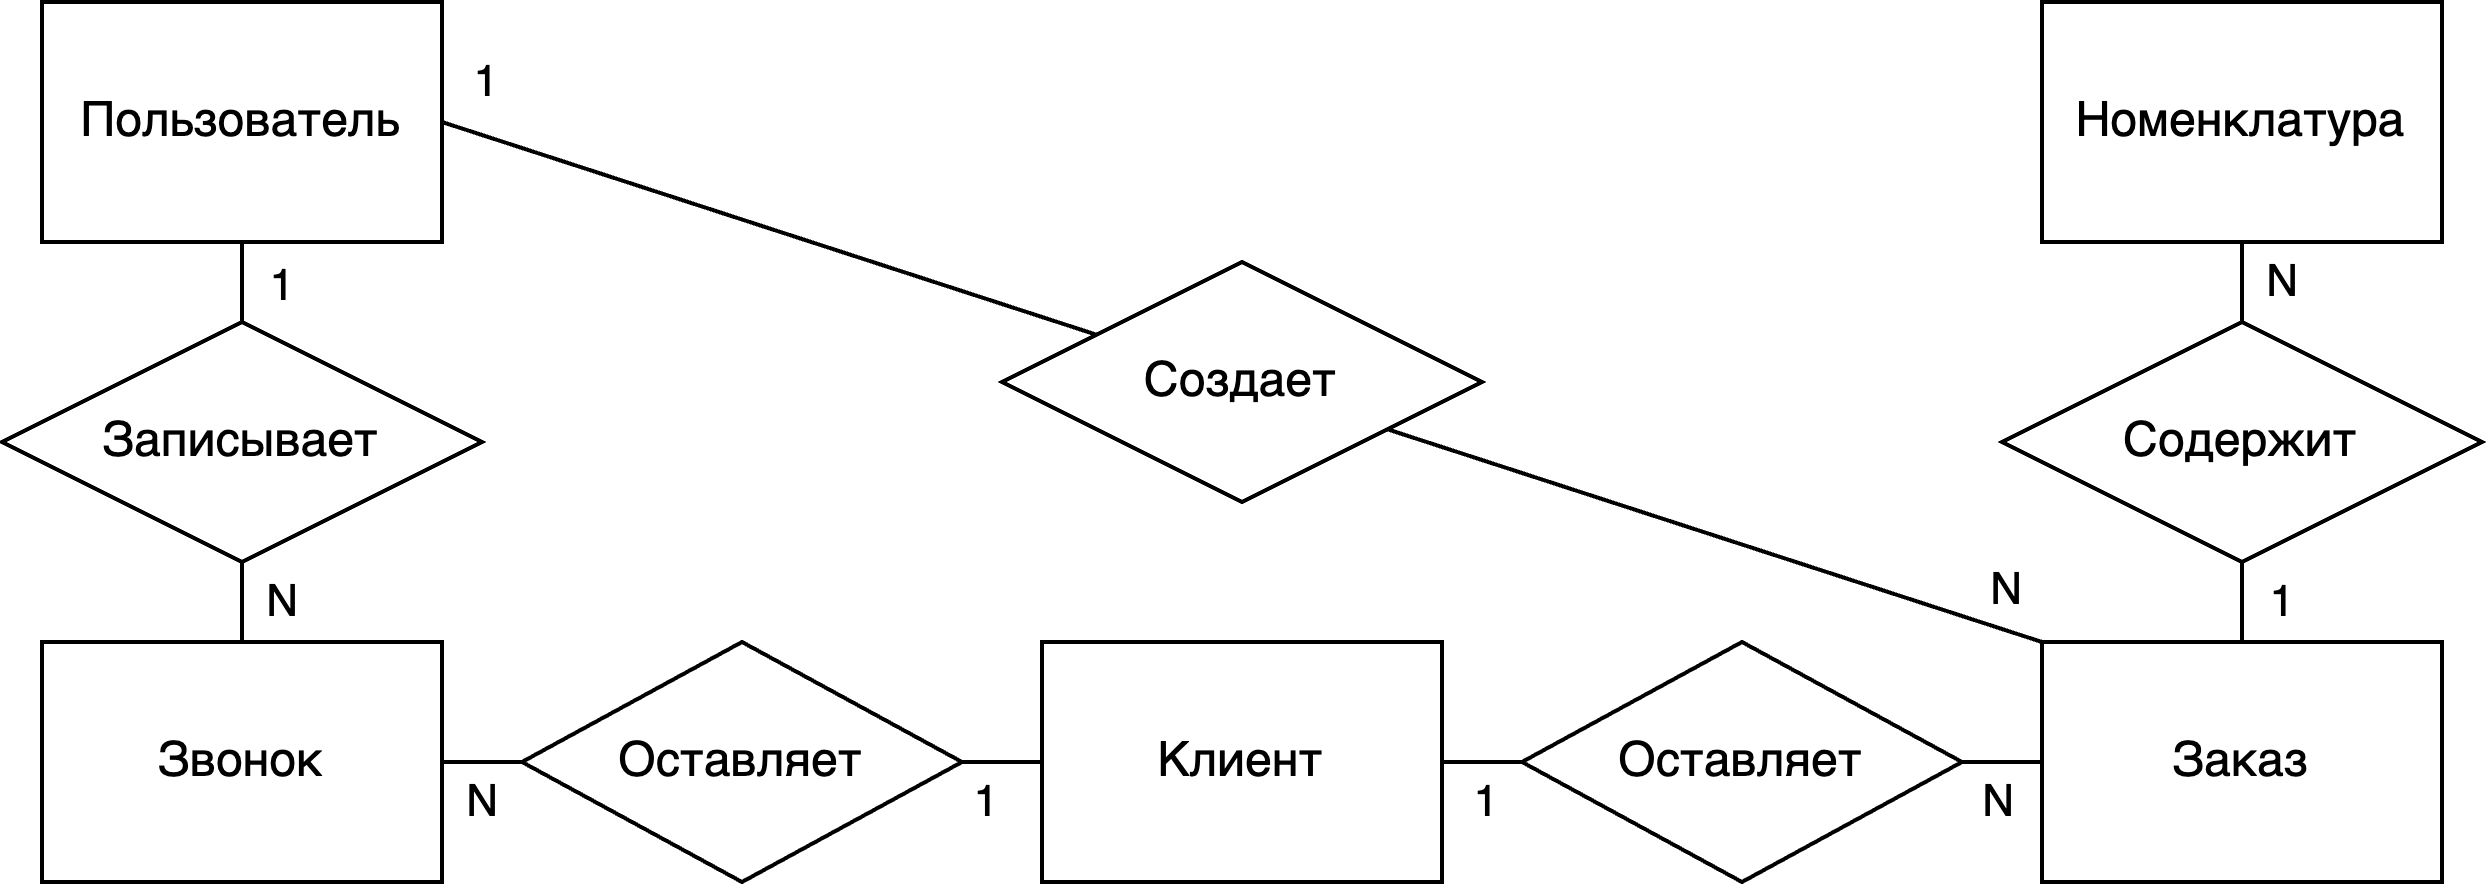 1
Пользователь
Номенклатура
1
N
Создает
Записывает
Содержит
N
N
1
Звонок
Оставляет
Клиент
Оставляет
Заказ
N
1
1
N